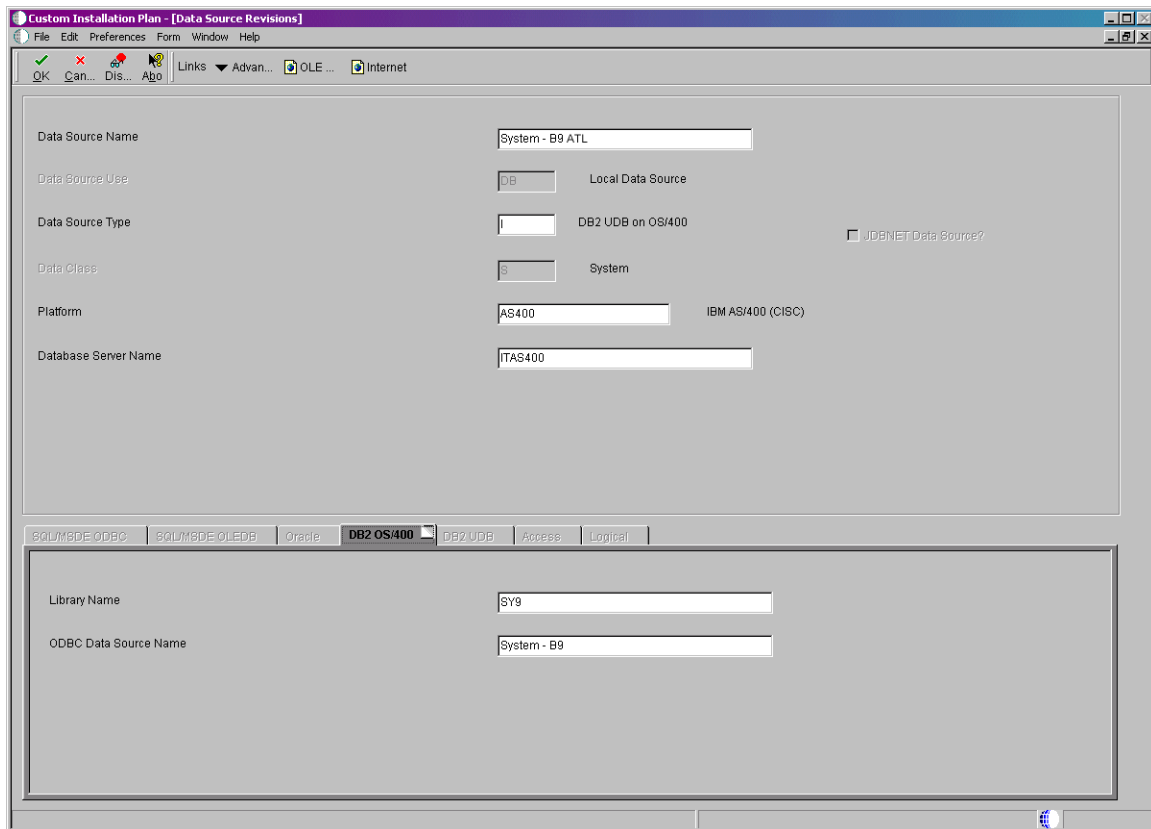 Custom Installation Plan - [Data Source Revisions]
File Edit Preferences Form Window Help
OK Can... Dis... Abo Links Advan... OLE ... Internet
Data Source Name System - B9 ATL
Data Source Use DB Local Data Source
Data Source Type I DB2 UDB on OS/400
JDBNET Data Source?
Data Class S System
Platform AS400 IBM AS/400 (CISC)
Database Server Name ITAS400
SQL/MSDE ODBC SQL/MSDE OLEDB Oracle DB2 OS/400 DB2 UDB Access Logical
Library Name SY9
ODBC Data Source Name System - B9